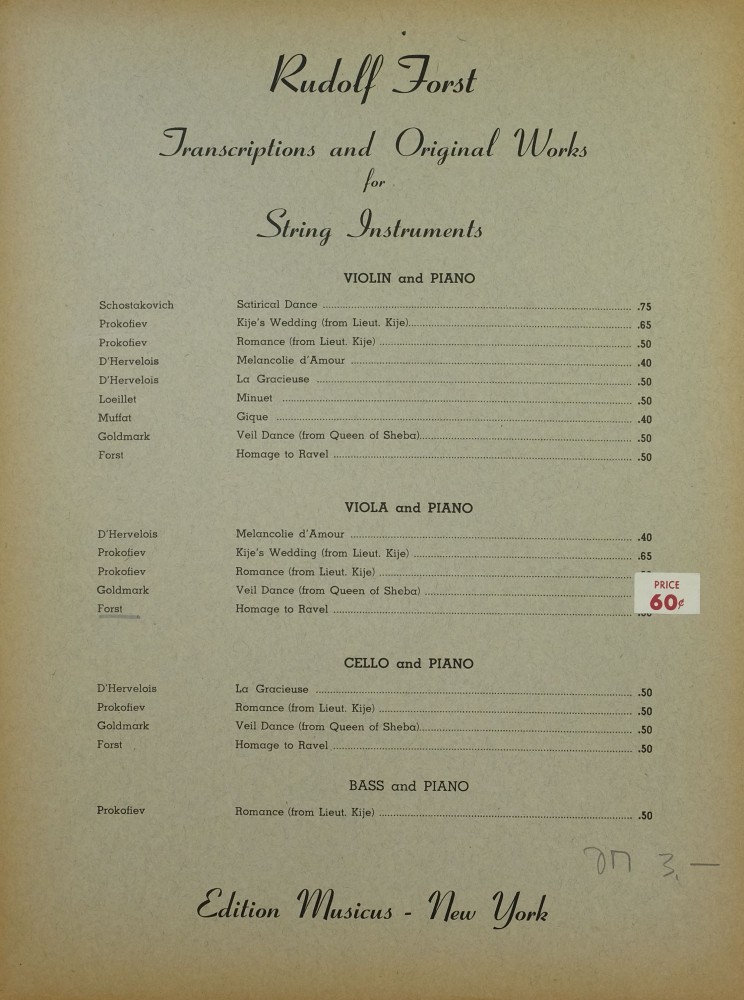 Rudolf Forst
Transcriptions and Original Works
for
String Instruments
VIOLIN and PIANO
Schostakovich Satirical Dance .75
Prokofiev Kije's Wedding (from Lieut. Kije) .65
Prokofiev Romance (from Lieut. Kije) .50
D'Hervelois Melancolie d'Amour .40
D'Hervelois La Gracieuse .50
Loeillet Minuet .50
Muffat Gique .40
Goldmark Veil Dance (from Queen of Sheba) .50
Forst Homage to Ravel .50
VIOLA and PIANO
D'Hervelois Melancolie d'Amour .40
Prokofiev Kije's Wedding (from Lieut. Kije) .65
Prokofiev Romance (from Lieut. Kije)
Goldmark Veil Dance (from Queen of Sheba)
Forst Homage to Ravel
PRICE
60¢
CELLO and PIANO
D'Hervelois La Gracieuse .50
Prokofiev Romance (from Lieut. Kije) .50
Goldmark Veil Dance (from Queen of Sheba) .50
Forst Homage to Ravel .50
BASS and PIANO
Prokofiev Romance (from Lieut. Kije) .50
3,—
Edition Musicus - New York